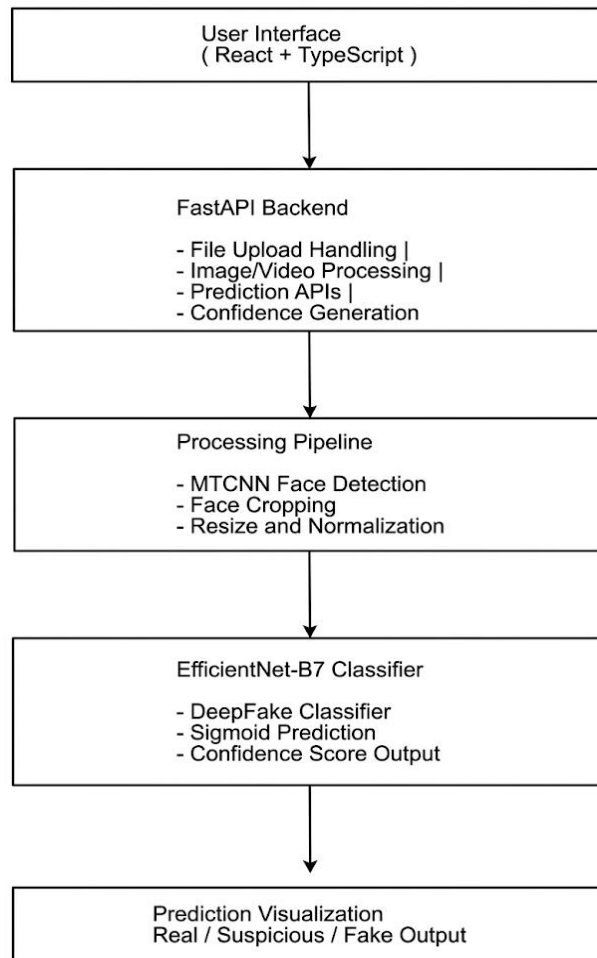 User Interface
( React + TypeScript )
FastAPI Backend
- File Upload Handling |
- Image/Video Processing |
- Prediction APIs |
- Confidence Generation
Processing Pipeline
- MTCNN Face Detection
- Face Cropping
- Resize and Normalization
EfficientNet-B7 Classifier
- DeepFake Classifier
- Sigmoid Prediction
- Confidence Score Output
Prediction Visualization
Real / Suspicious / Fake Output